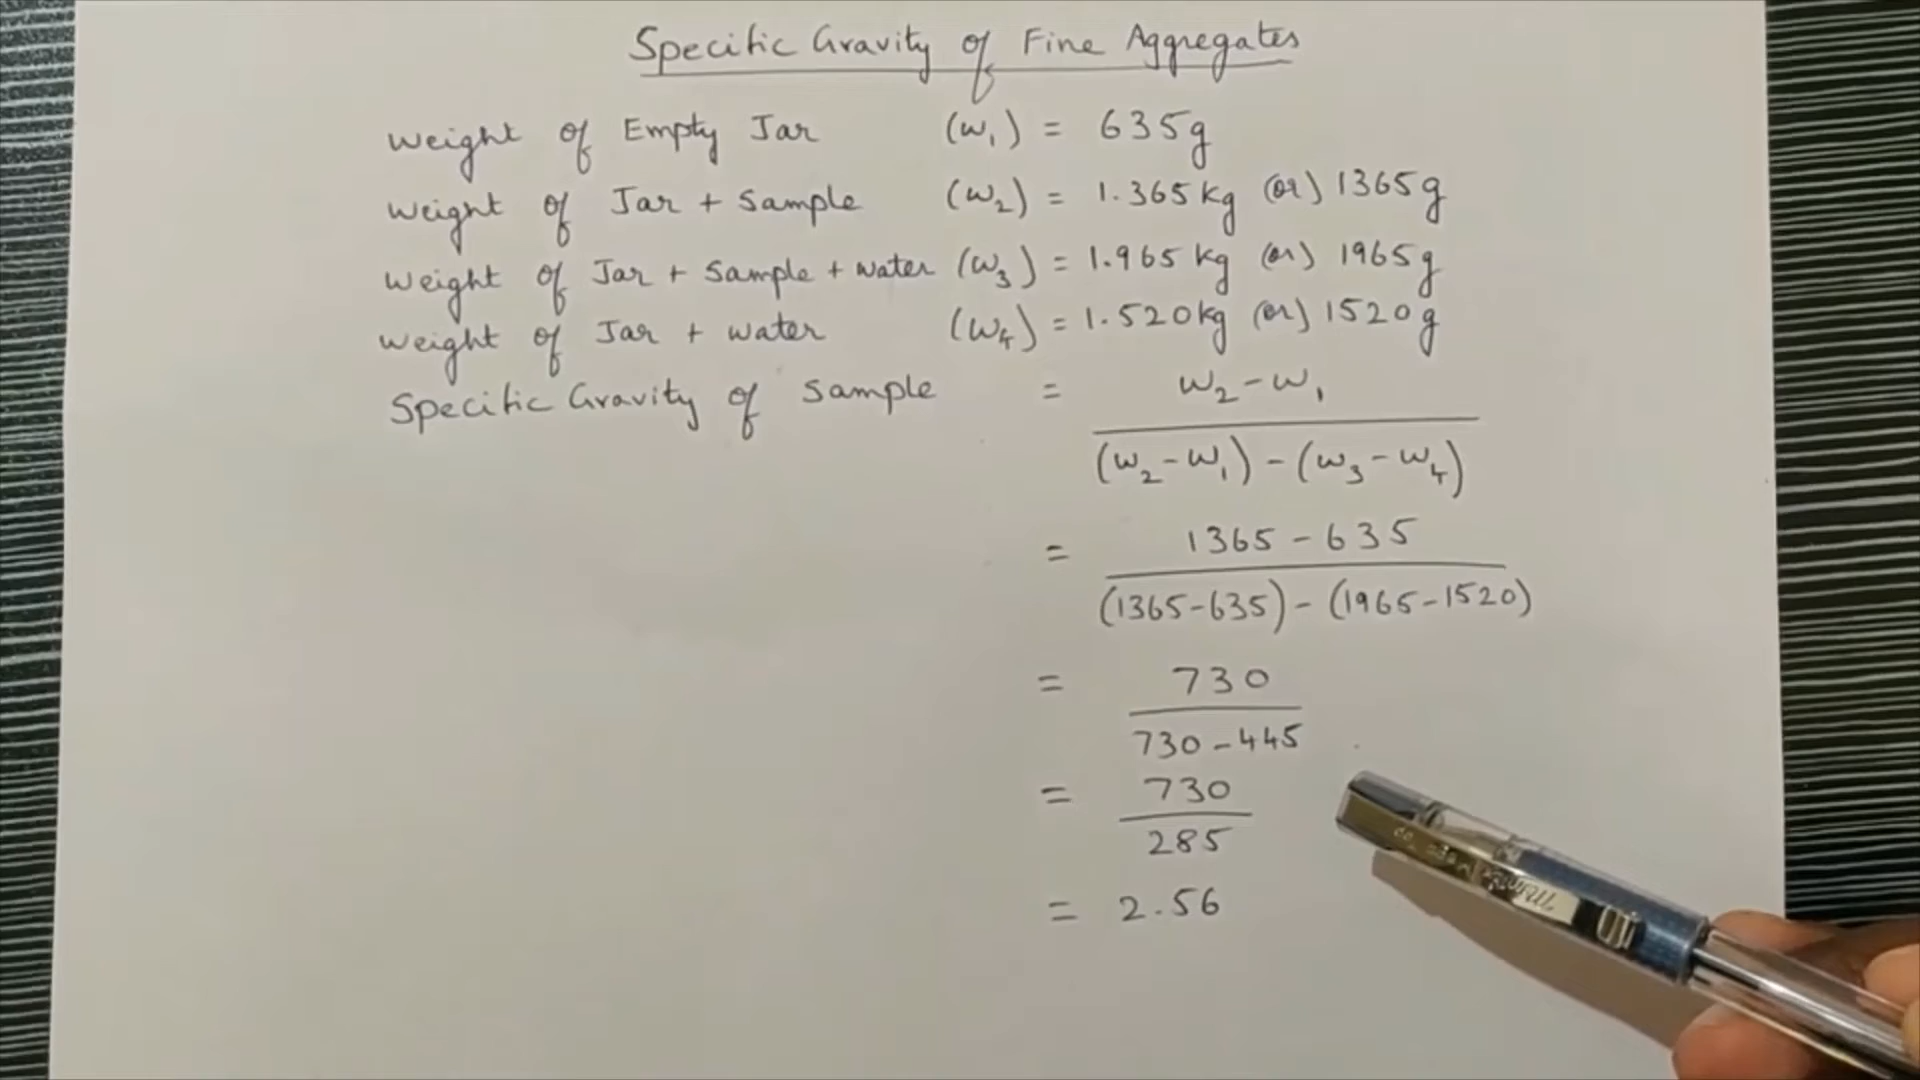 Specific Gravity of Fine Aggregates
Weight of Empty Jar (W₁) = 635g
Weight of Jar + Sample (W₂) = 1.365 kg (or) 1365g
Weight of Jar + Sample + Water (W₃) = 1.965 kg (or) 1965g
Weight of Jar + Water (W₄) = 1.520kg (or) 1520g
Specific Gravity of Sample = W₂ - W₁
(W₂ - W₁) - (W₃ - W₄)
= 1365 - 635
(1365-635) - (1965-1520)
= 730
730 - 445
= 730
285
= 2.56